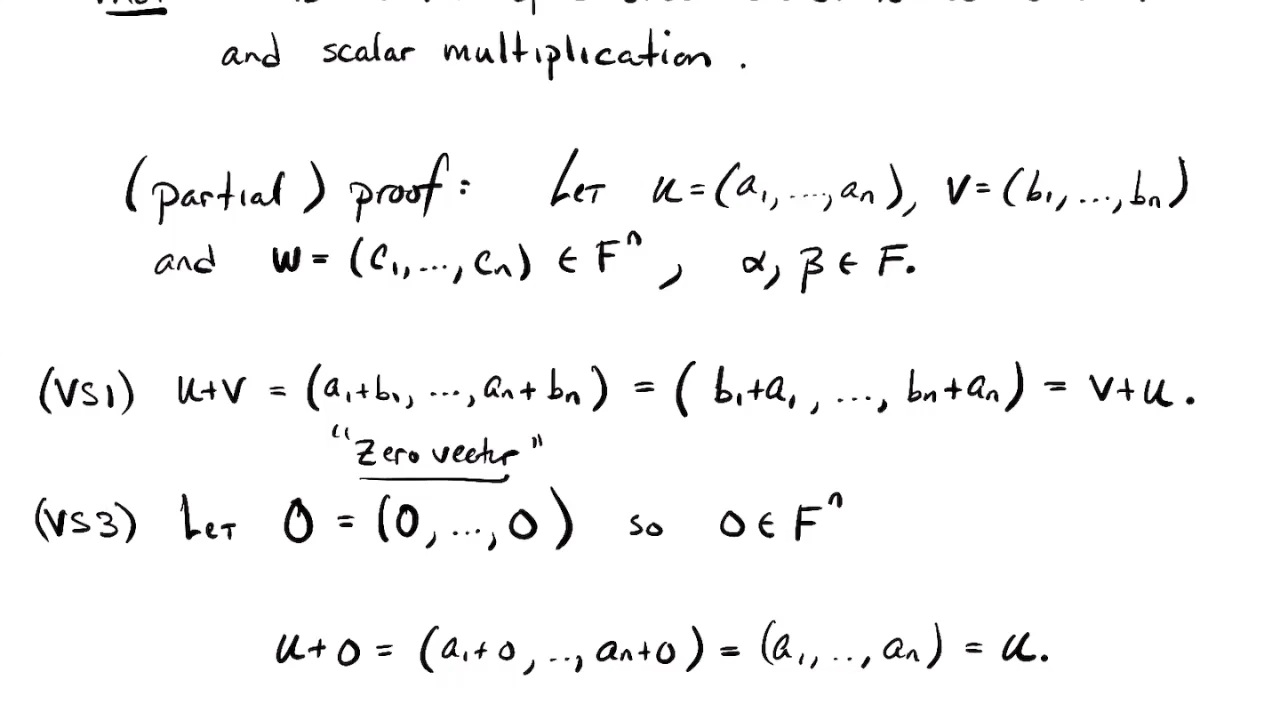 and scalar multiplication .
(partial) proof: Let u=(a₁,...,aₙ), v=(b₁,...,bₙ)
and w=(c₁,...,cₙ) ∈ Fⁿ, α, β ∈ F.
(VS1) u+v = (a₁+b₁, ..., aₙ+bₙ) = (b₁+a₁, ..., bₙ+aₙ) = v+u.
"Zero vector"
(VS3) Let 0 = (0, ..., 0) so 0 ∈ Fⁿ
u+0 = (a₁+0, .., aₙ+0) = (a₁, .., aₙ) = u.